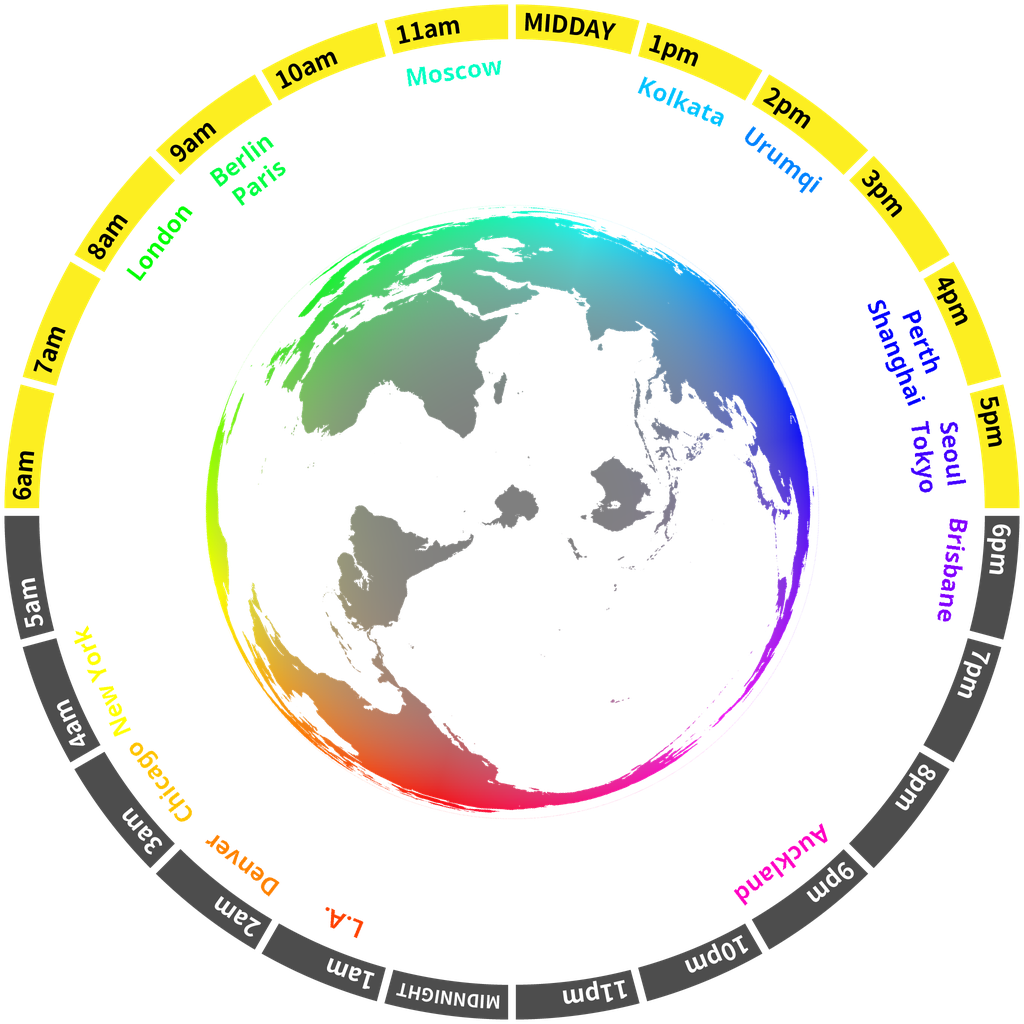 MIDDAY
1pm
2pm
3pm
4pm
5pm
6pm
7pm
8pm
9pm
10pm
11pm
MIDNNIGHT
1am
2am
3am
4am
5am
6am
7am
8am
9am
10am
11am
Moscow
Kolkata
Urumqi
Perth
Shanghai
Seoul
Tokyo
Brisbane
Auckland
L.A.
Denver
Chicago
New York
London
Berlin
Paris